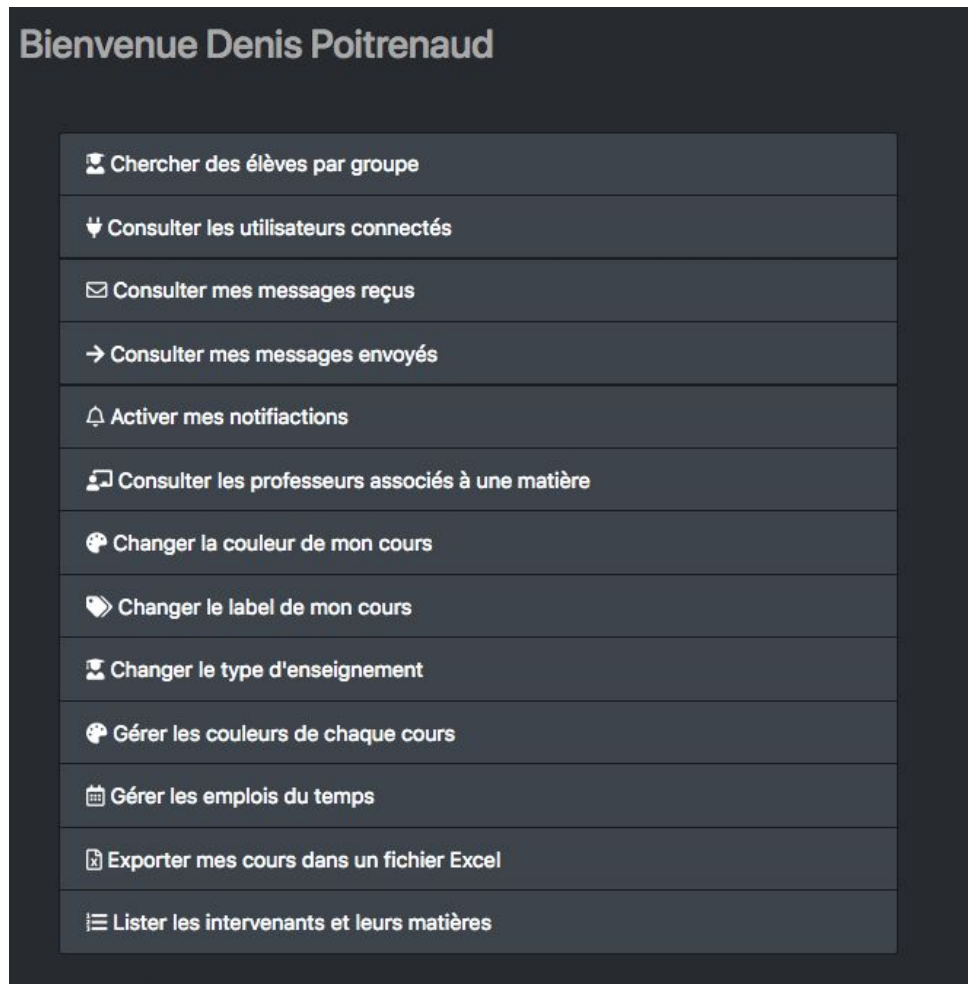 Bienvenue Denis Poitrenaud
Chercher des élèves par groupe
Consulter les utilisateurs connectés
Consulter mes messages reçus
Consulter mes messages envoyés
Activer mes notifiactions
Consulter les professeurs associés à une matière
Changer la couleur de mon cours
Changer le label de mon cours
Changer le type d'enseignement
Gérer les couleurs de chaque cours
Gérer les emplois du temps
Exporter mes cours dans un fichier Excel
Lister les intervenants et leurs matières